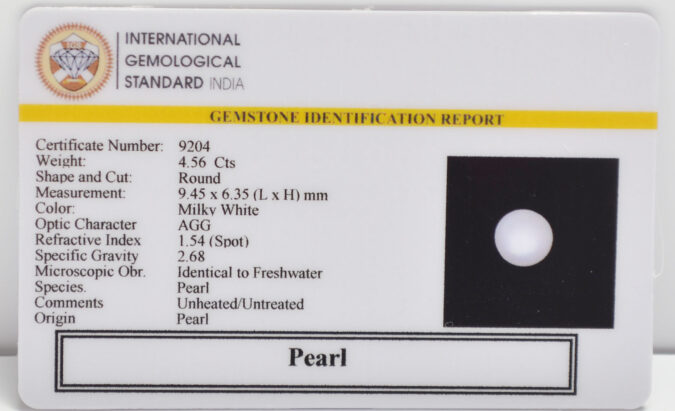 INTERNATIONAL
GEMOLOGICAL
STANDARD INDIA
GEMSTONE IDENTIFICATION REPORT
Certificate Number: 9204
Weight: 4.56 Cts
Shape and Cut: Round
Measurement: 9.45 x 6.35 (L x H) mm
Color: Milky White
Optic Character AGG
Refractive Index 1.54 (Spot)
Specific Gravity 2.68
Microscopic Obr. Identical to Freshwater
Species. Pearl
Comments Unheated/Untreated
Origin Pearl
Pearl